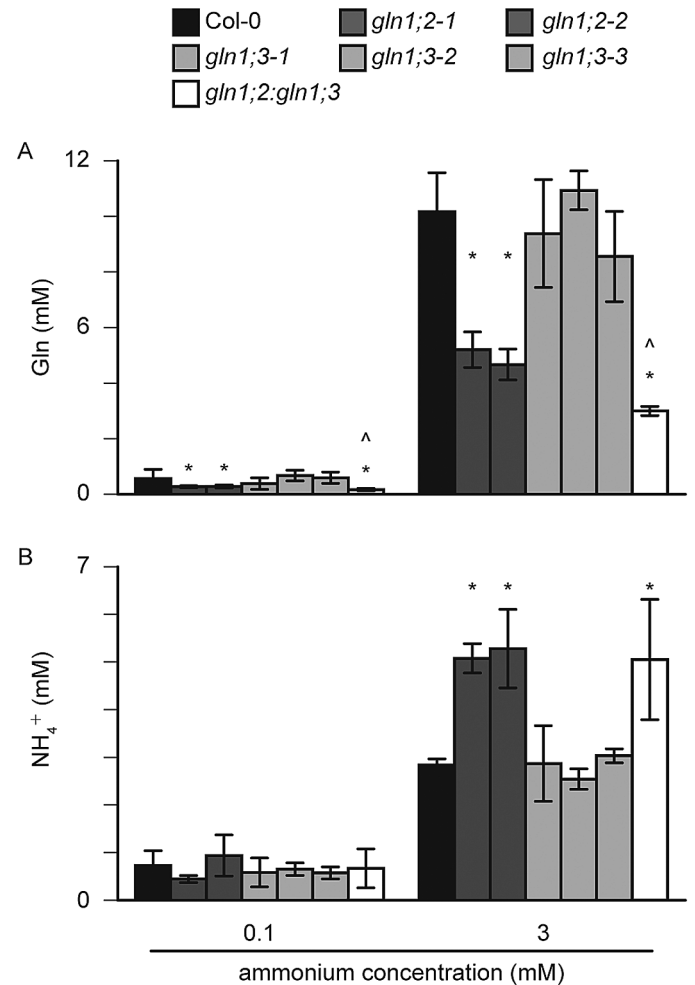 Col-0 gln1;2-1 gln1;2-2
gln1;3-1 gln1;3-2 gln1;3-3
gln1;2:gln1;3
A
12
6
0
Gln (mM)
* * ^ * * * ^ *
B
7
0
NH₄⁺ (mM)
* * *
0.1 3
ammonium concentration (mM)